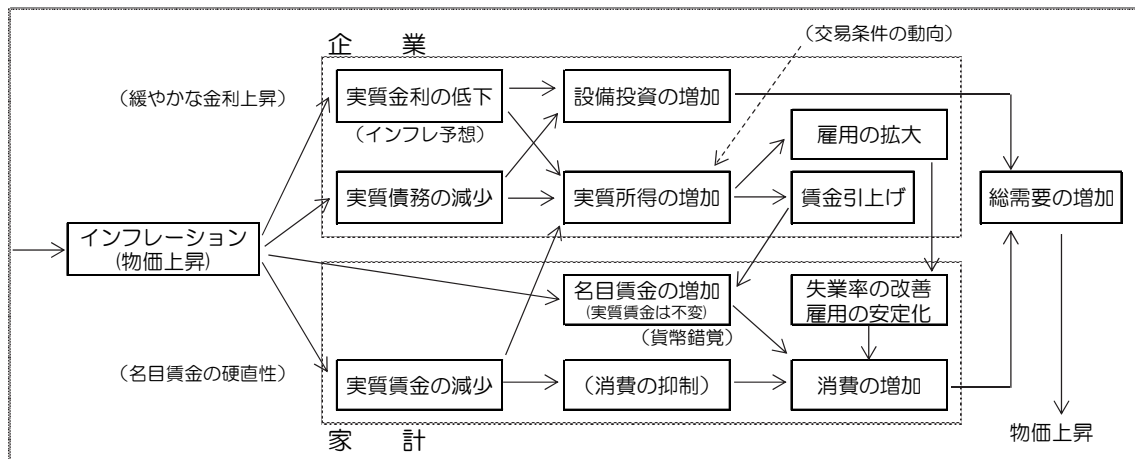 企　業
（交易条件の動向）
（緩やかな金利上昇）
実質金利の低下
（インフレ予想）
設備投資の増加
雇用の拡大
実質債務の減少
実質所得の増加
賃金引上げ
総需要の増加
インフレーション
(物価上昇)
名目賃金の増加
(実質賃金は不変)
（貨幣錯覚）
失業率の改善
雇用の安定化
（名目賃金の硬直性）
実質賃金の減少
（消費の抑制）
消費の増加
家　計
物価上昇